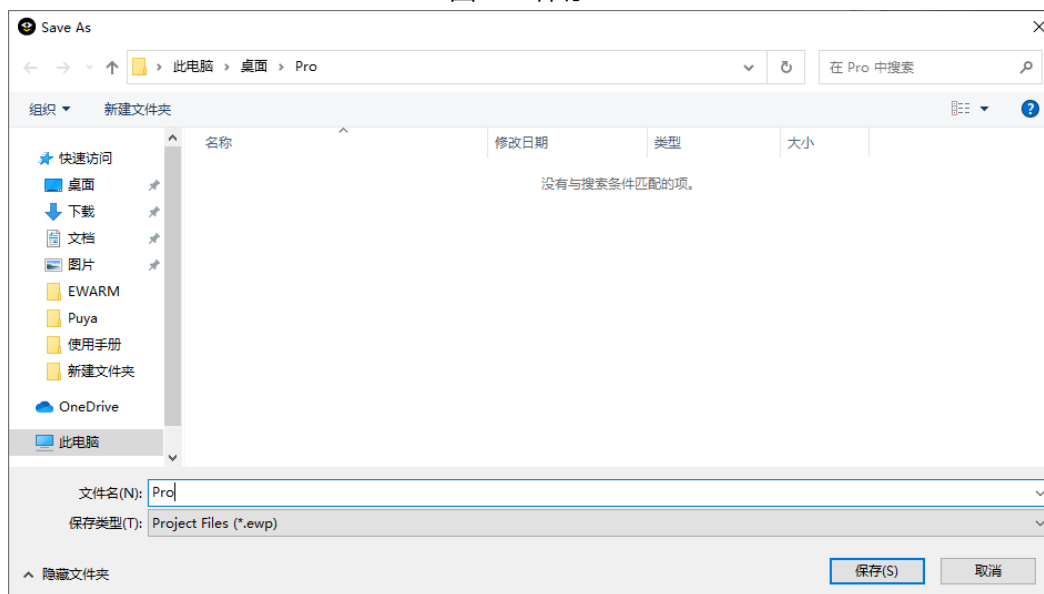 Save As
此电脑 › 桌面 › Pro
在 Pro 中搜索
组织
新建文件夹
名称
修改日期
类型
大小
没有与搜索条件匹配的项。
快速访问
桌面
下载
文档
图片
EWARM
Puya
使用手册
新建文件夹
OneDrive
此电脑
文件名(N): Pro
保存类型(T): Project Files (*.ewp)
隐藏文件夹
保存(S)
取消